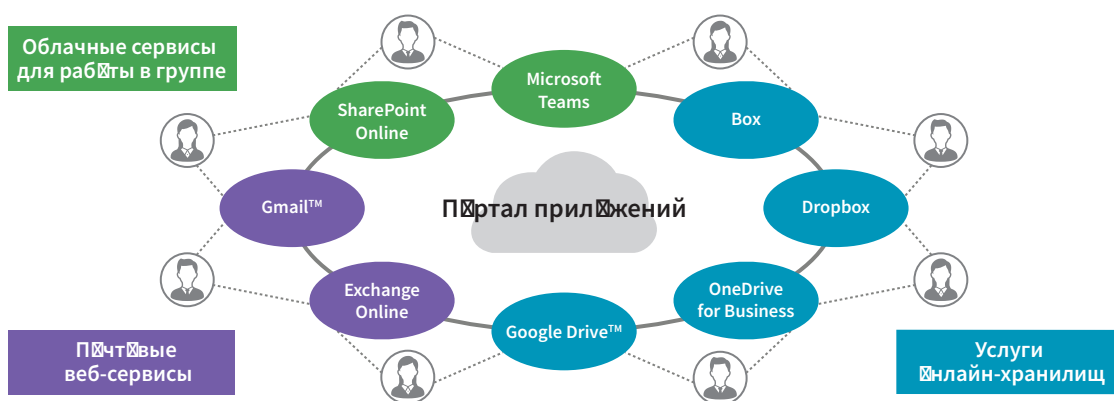 Облачные сервисы
для раб☒ты в группе
Microsoft
Teams
SharePoint
Online
Box
Gmail™
П☒ртал прил☒жений
Dropbox
Exchange
Online
OneDrive
for Business
Google Drive™
П☒чт☒вые
веб-сервисы
Услуги
☒нлайн-хранилищ